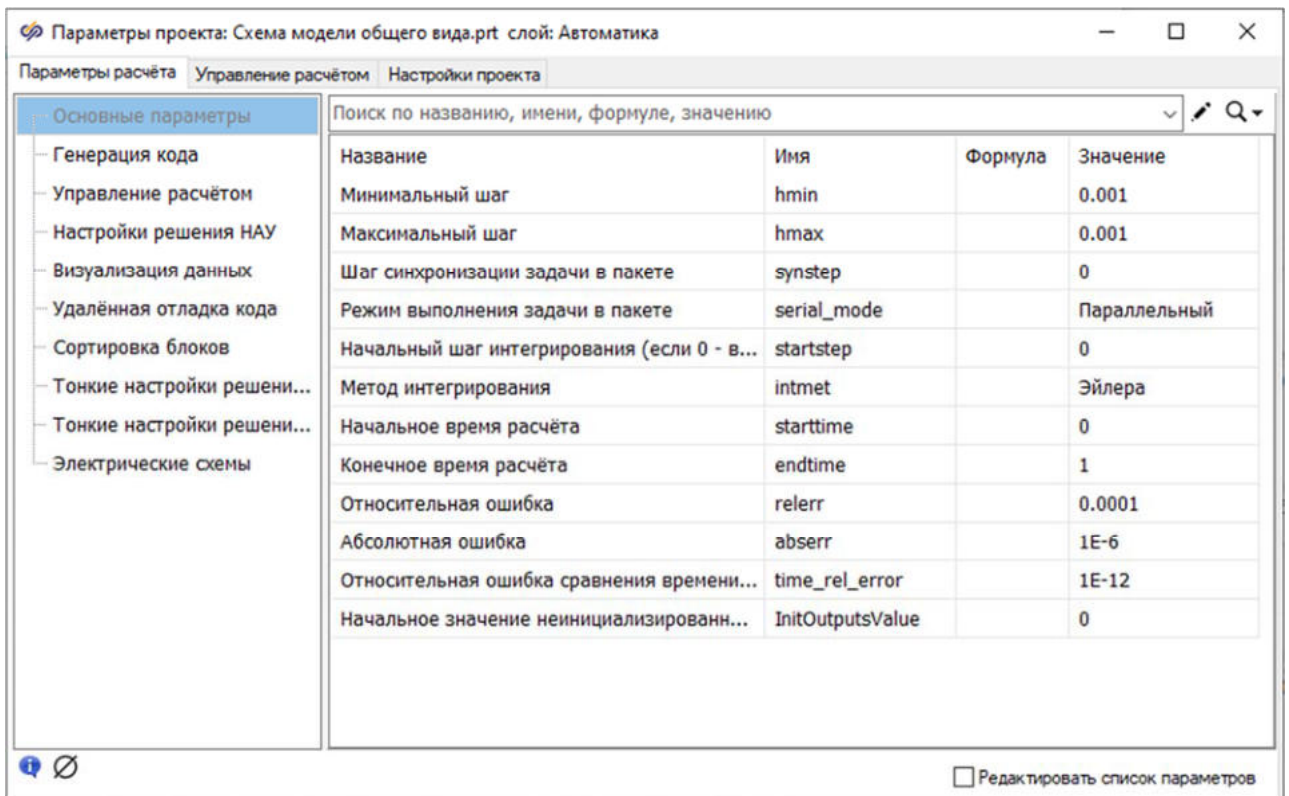 Параметры проекта: Схема модели общего вида.prt слой: Автоматика
Параметры расчёта Управление расчётом Настройки проекта
Основные параметры
Генерация кода
Управление расчётом
Настройки решения НАУ
Визуализация данных
Удалённая отладка кода
Сортировка блоков
Тонкие настройки решени...
Тонкие настройки решени...
Электрические схемы
Поиск по названию, имени, формуле, значению
Название Имя Формула Значение
Минимальный шаг hmin 0.001
Максимальный шаг hmax 0.001
Шаг синхронизации задачи в пакете synstep 0
Режим выполнения задачи в пакете serial_mode Параллельный
Начальный шаг интегрирования (если 0 - в... startstep 0
Метод интегрирования intmet Эйлера
Начальное время расчёта starttime 0
Конечное время расчёта endtime 1
Относительная ошибка relerr 0.0001
Абсолютная ошибка abserr 1E-6
Относительная ошибка сравнения времени... time_rel_error 1E-12
Начальное значение неинициализированн... InitOutputsValue 0
Редактировать список параметров